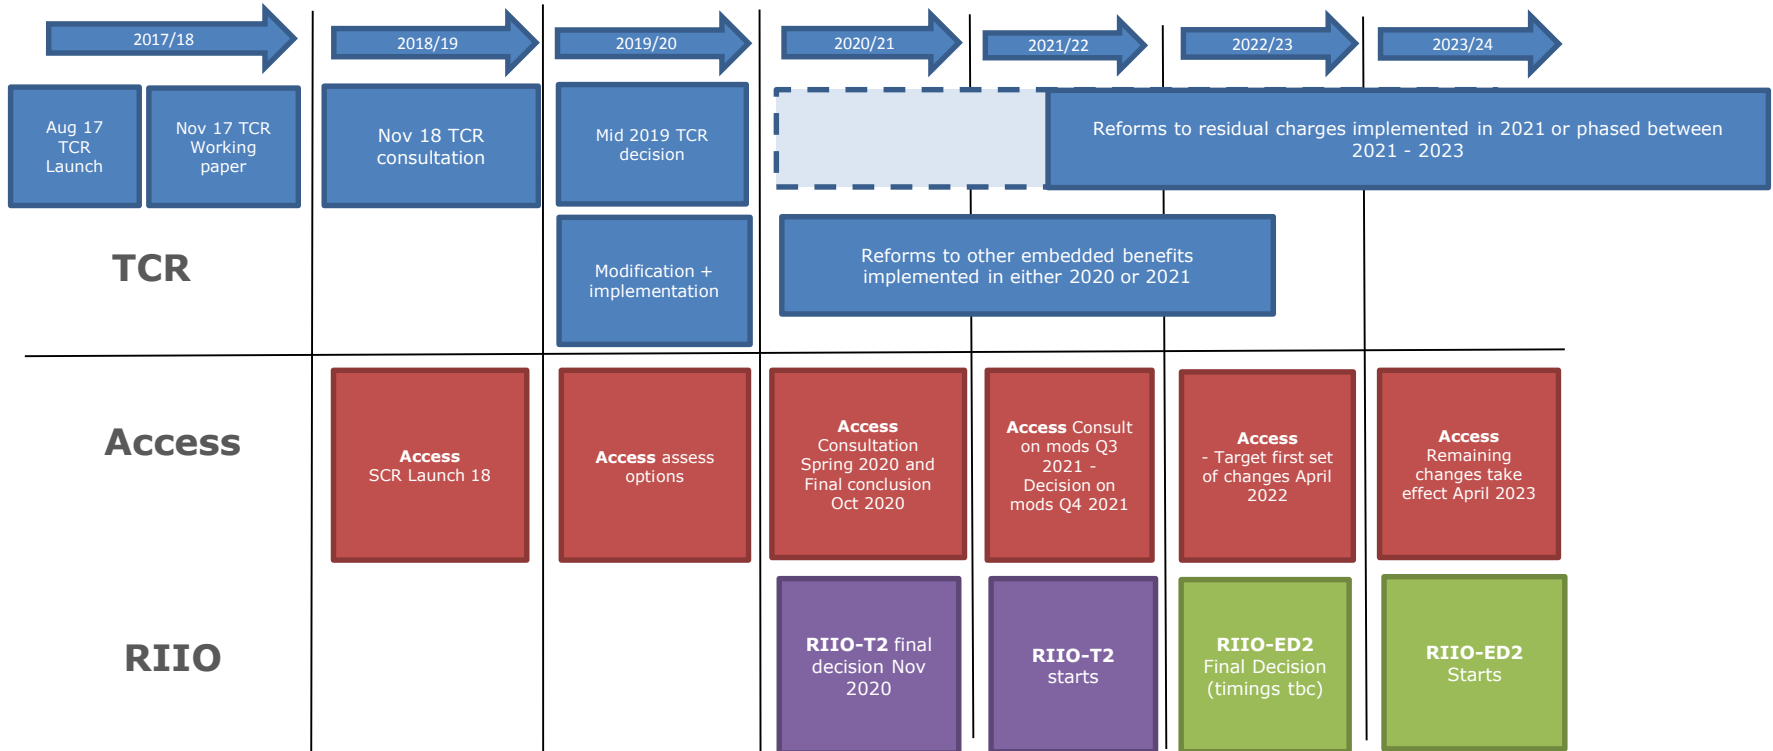 2017/18
2018/19
2019/20
2020/21
2021/22
2022/23
2023/24
Aug 17
TCR
Launch
Nov 17 TCR
Working
paper
Nov 18 TCR
consultation
Mid 2019 TCR
decision
Reforms to residual charges implemented in 2021 or phased between
2021 - 2023
TCR
Modification +
implementation
Reforms to other embedded benefits
implemented in either 2020 or 2021
Access
Access
SCR Launch 18
Access assess
options
Access
Consultation
Spring 2020 and
Final conclusion
Oct 2020
Access Consult
on mods Q3
2021 -
Decision on
mods Q4 2021
Access
- Target first set
of changes April
2022
Access
Remaining
changes take
effect April 2023
RIIO
RIIO-T2 final
decision Nov
2020
RIIO-T2
starts
RIIO-ED2
Final Decision
(timings tbc)
RIIO-ED2
Starts